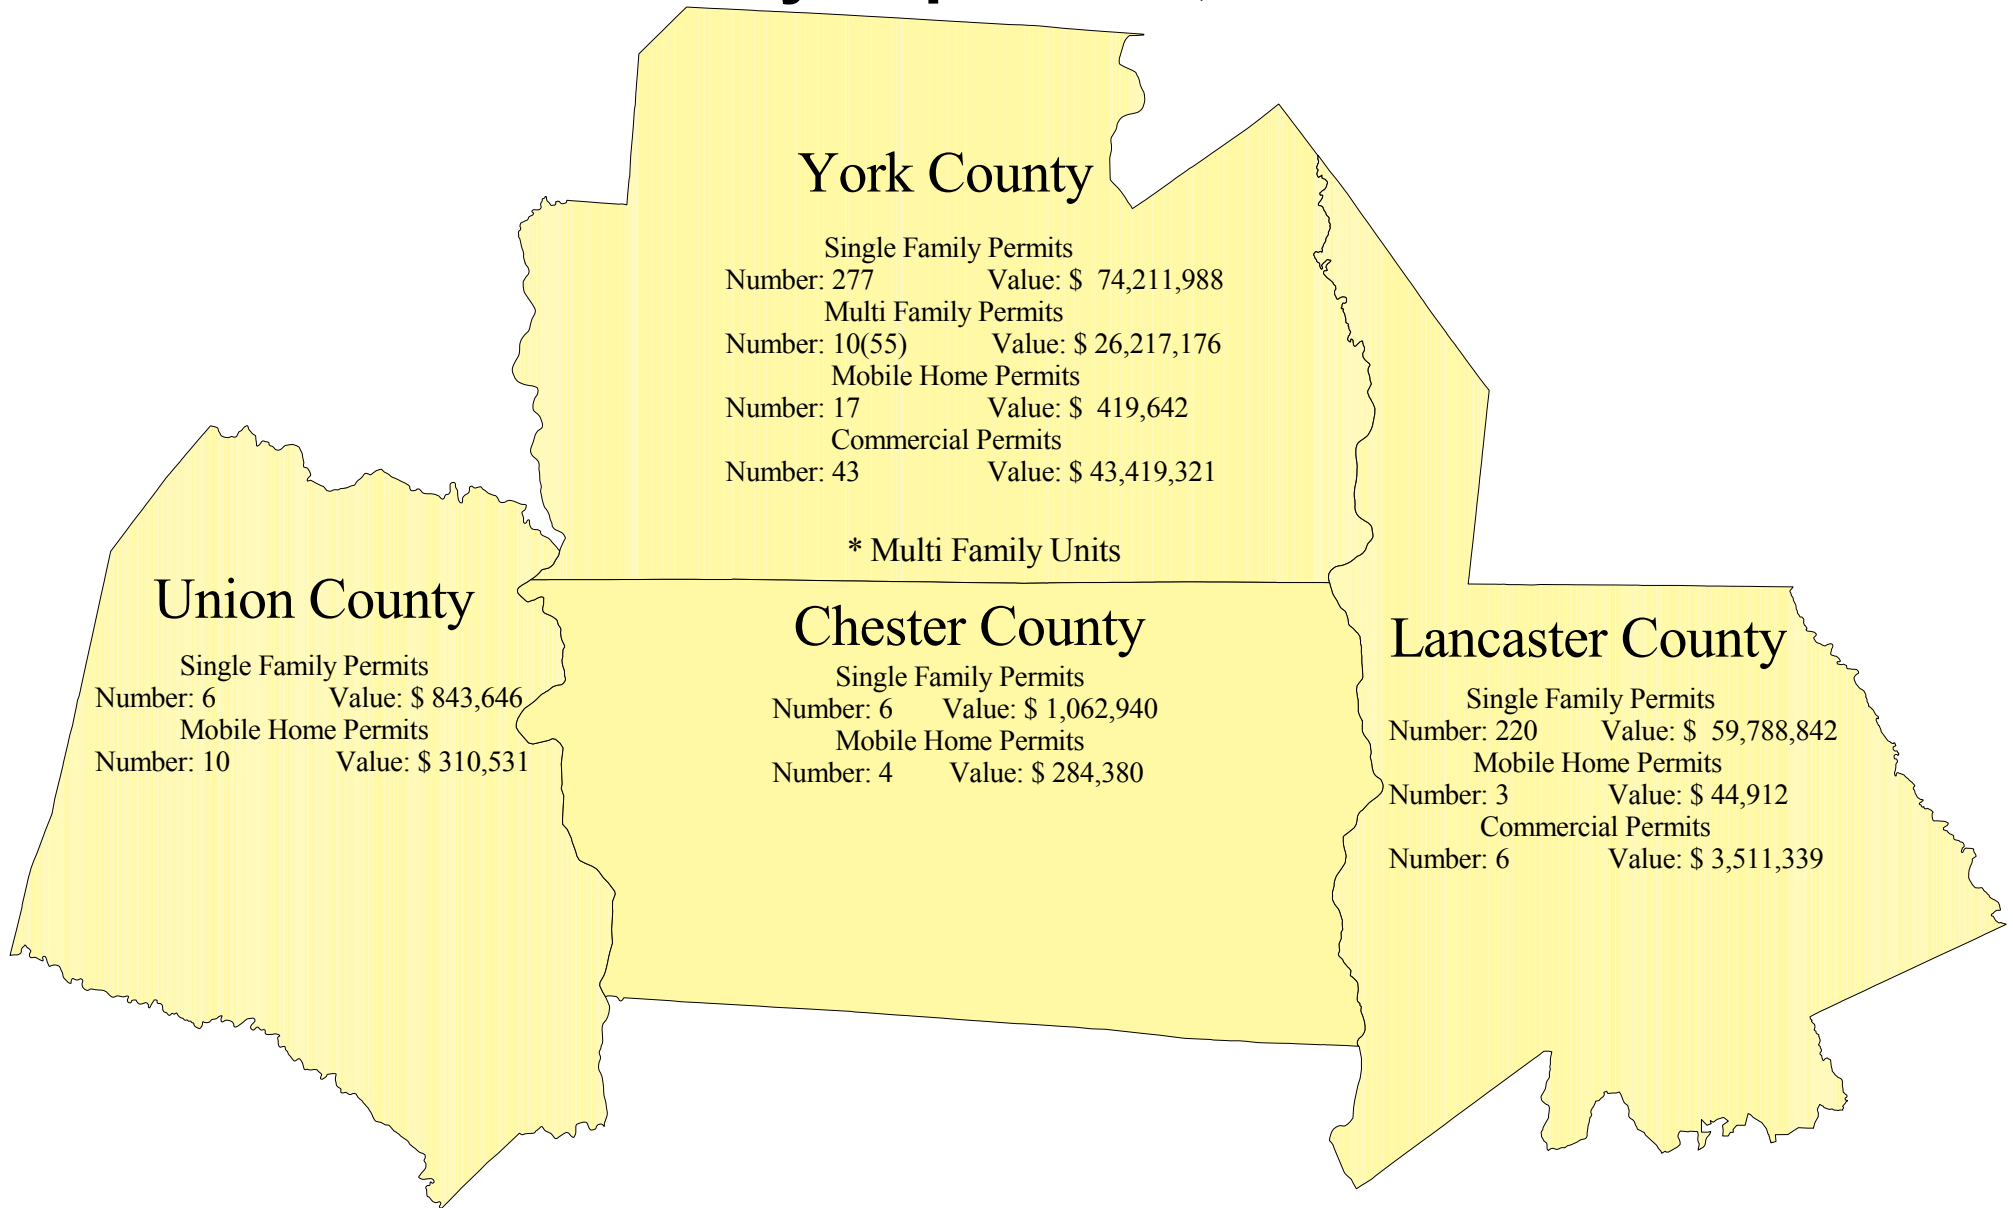 York County
Single Family Permits
Number: 277 Value: $ 74,211,988
Multi Family Permits
Number: 10(55) Value: $ 26,217,176
Mobile Home Permits
Number: 17 Value: $ 419,642
Commercial Permits
Number: 43 Value: $ 43,419,321
* Multi Family Units
Union County
Single Family Permits
Number: 6 Value: $ 843,646
Mobile Home Permits
Number: 10 Value: $ 310,531
Chester County
Single Family Permits
Number: 6 Value: $ 1,062,940
Mobile Home Permits
Number: 4 Value: $ 284,380
Lancaster County
Single Family Permits
Number: 220 Value: $ 59,788,842
Mobile Home Permits
Number: 3 Value: $ 44,912
Commercial Permits
Number: 6 Value: $ 3,511,339